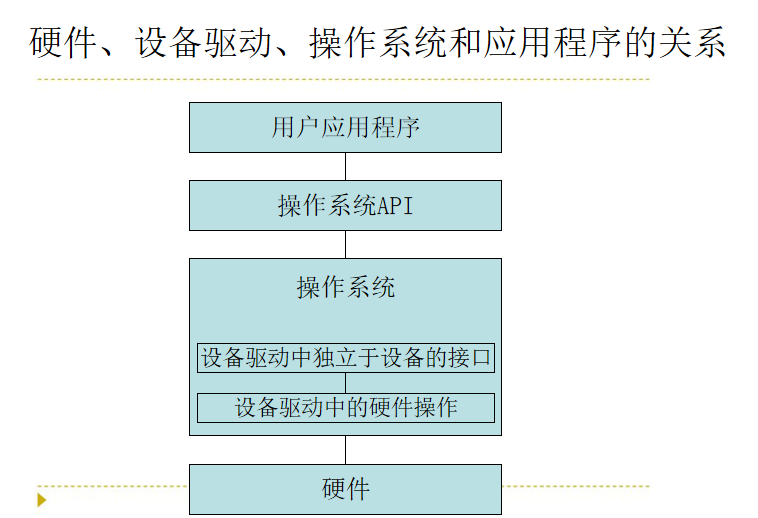 硬件、设备驱动、操作系统和应用程序的关系
用户应用程序
操作系统API
操作系统
设备驱动中独立于设备的接口
设备驱动中的硬件操作
硬件